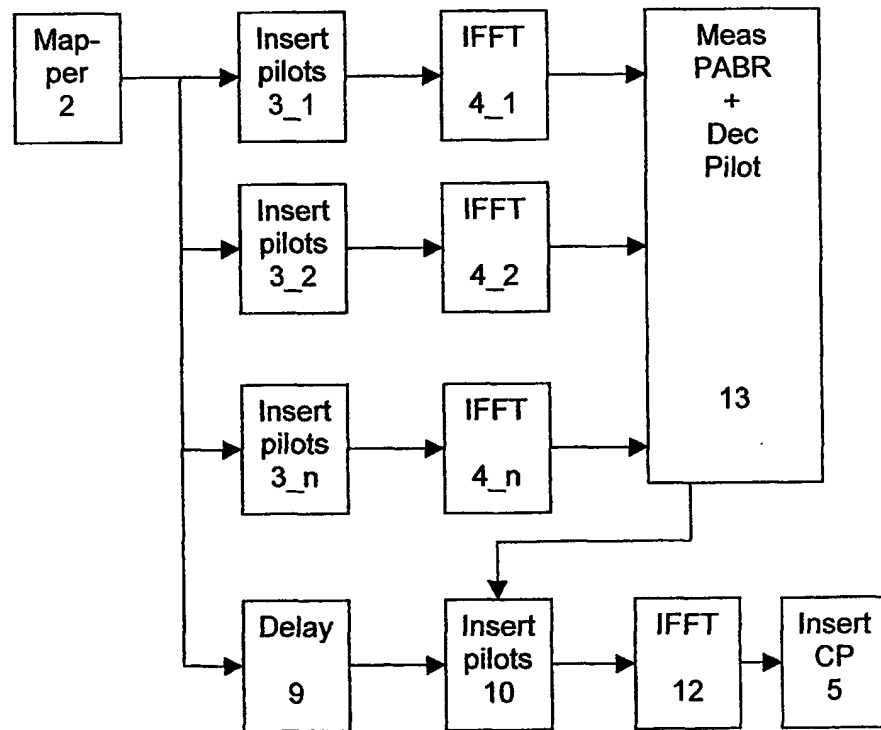 Map-
per
2
Insert
pilots
3_1
IFFT
4_1
Meas
PABR
+
Dec
Pilot
13
Insert
pilots
3_2
IFFT
4_2
Insert
pilots
3_n
IFFT
4_n
Delay
9
Insert
pilots
10
IFFT
12
Insert
CP
5